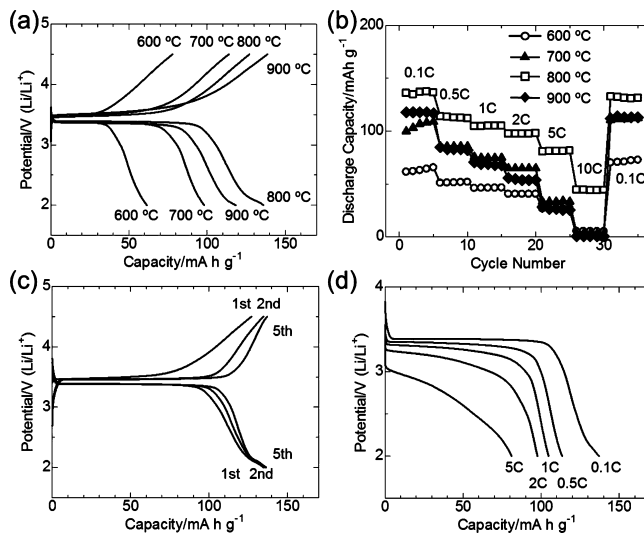 (a)
600 ºC 700 ºC 800 ºC
900 ºC
800 ºC
600 ºC 700 ºC 900 ºC
5
4
3
2
0 50 100 150
Potential/V (Li/Li+)
Capacity/mA h g-1
(b)
600 ºC
700 ºC
800 ºC
900 ºC
0.1C
0.5C
1C
2C
5C
10C
0.1C
200
150
100
50
0
0 10 20 30
Discharge Capacity/mAh g-1
Cycle Number
(c)
1st 2nd
5th
5th
1st 2nd
5
4
3
2
0 50 100 150
Potential/V (Li/Li+)
Capacity/mA h g-1
(d)
5C 1C 0.1C
2C 0.5C
4
3
2
0 50 100 150
Potential/V (Li/Li+)
Capacity/mA h g-1